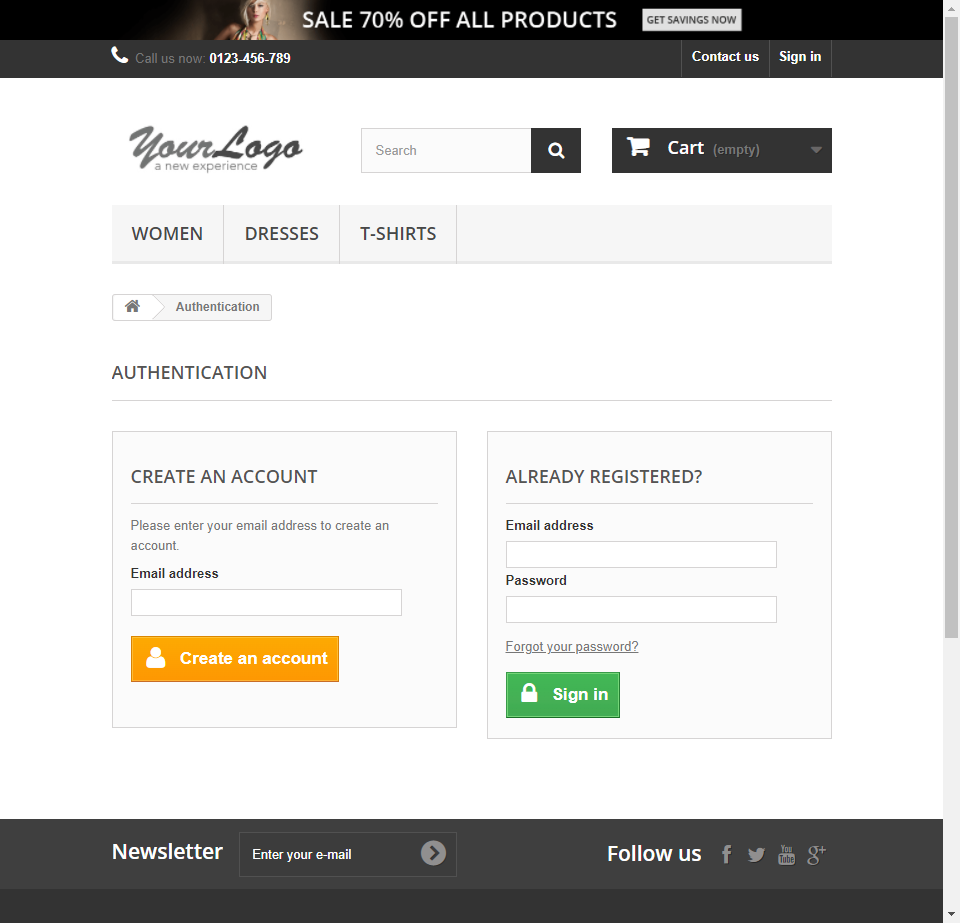 SALE 70% OFF ALL PRODUCTS GET SAVINGS NOW
Call us now: 0123-456-789 Contact us Sign in
YourLogo
a new experience
Search
Cart (empty)
WOMEN DRESSES T-SHIRTS
Authentication
AUTHENTICATION
CREATE AN ACCOUNT
Please enter your email address to create an
account.
Email address
Create an account
ALREADY REGISTERED?
Email address
Password
Forgot your password?
Sign in
Newsletter Enter your e-mail
Follow us f You Tube g+